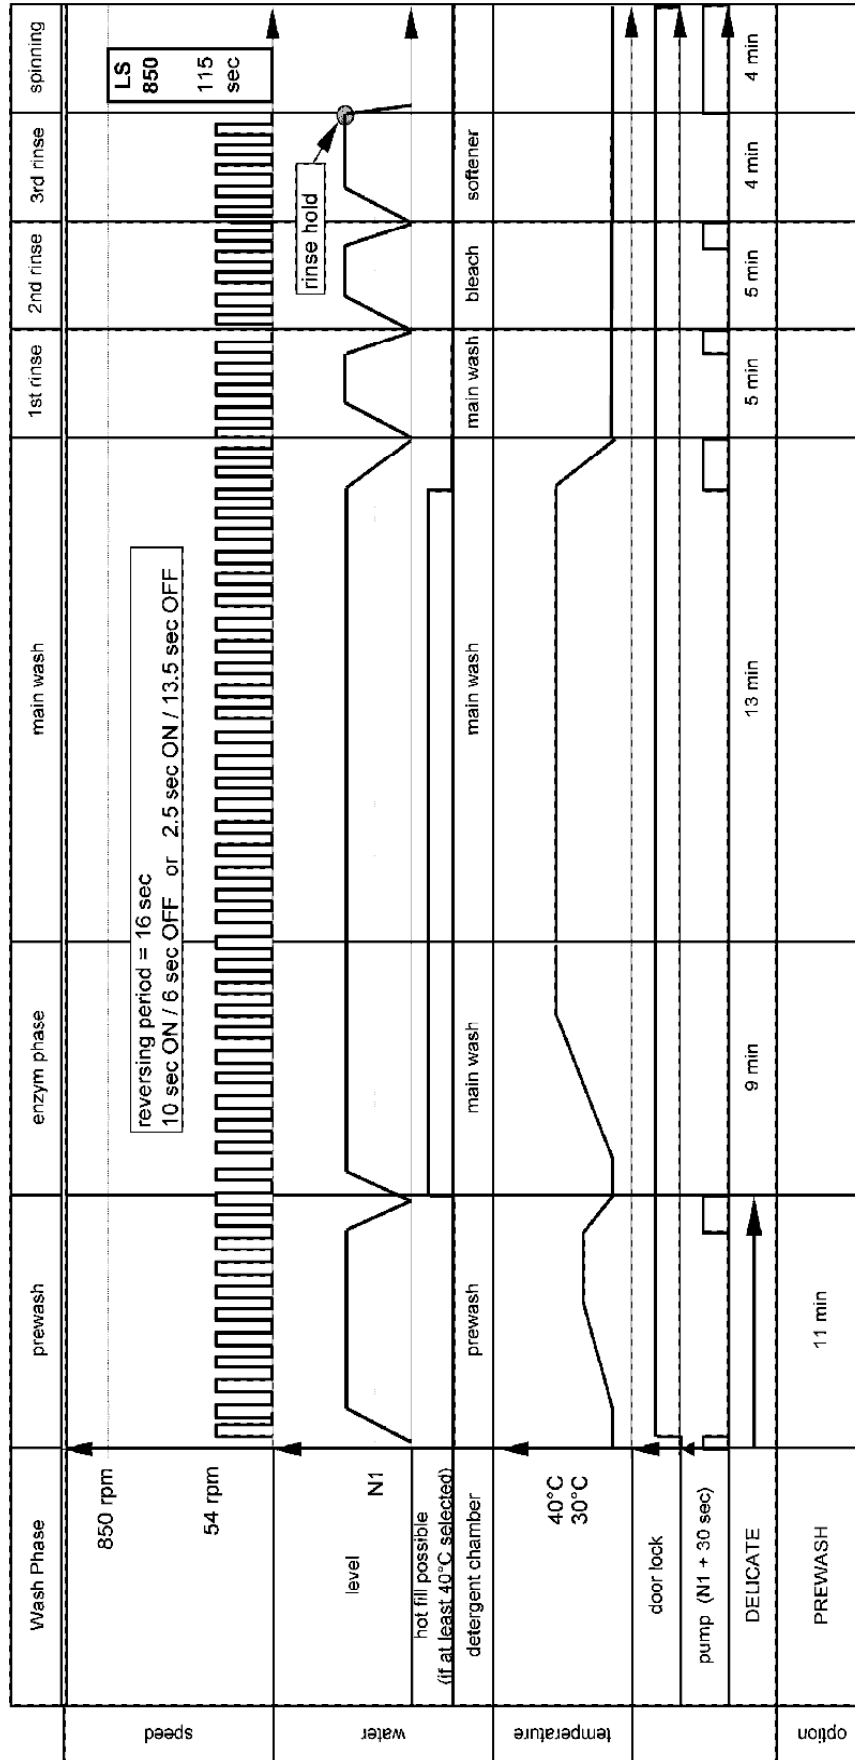 Wash Phase
prewash
enzym phase
main wash
1st rinse
2nd rinse
3rd rinse
spinning
speed
850 rpm
54 rpm
reversing period = 16 sec
10 sec ON / 6 sec OFF or 2.5 sec ON / 13.5 sec OFF
LS
850
115
sec
water
level
N1
rinse hold
hot fill possible
(if at least 40°C selected)
detergent chamber
prewash
main wash
main wash
main wash
bleach
softener
temperature
40°C
30°C
door lock
pump (N1 + 30 sec)
DELICATE
9 min
13 min
5 min
5 min
4 min
4 min
option
PREWASH
11 min